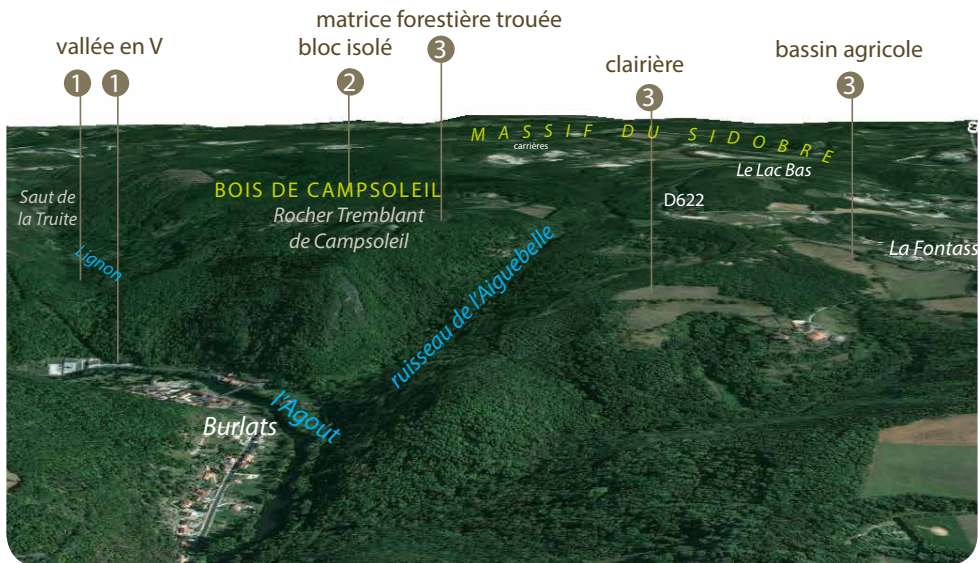 matrice forestière trouée
vallée en V
bloc isolé
clairière
bassin agricole
1
1
2
3
3
3
MASSIF DU SIDOBRE
carrières
Le Lac Bas
BOIS DE CAMPSOLEIL
Saut de
la Truite
Rocher Tremblant
de Campsoleil
D622
Lignon
La Fontass
ruisseau de l'Aiguebelle
l'Agout
Burlats